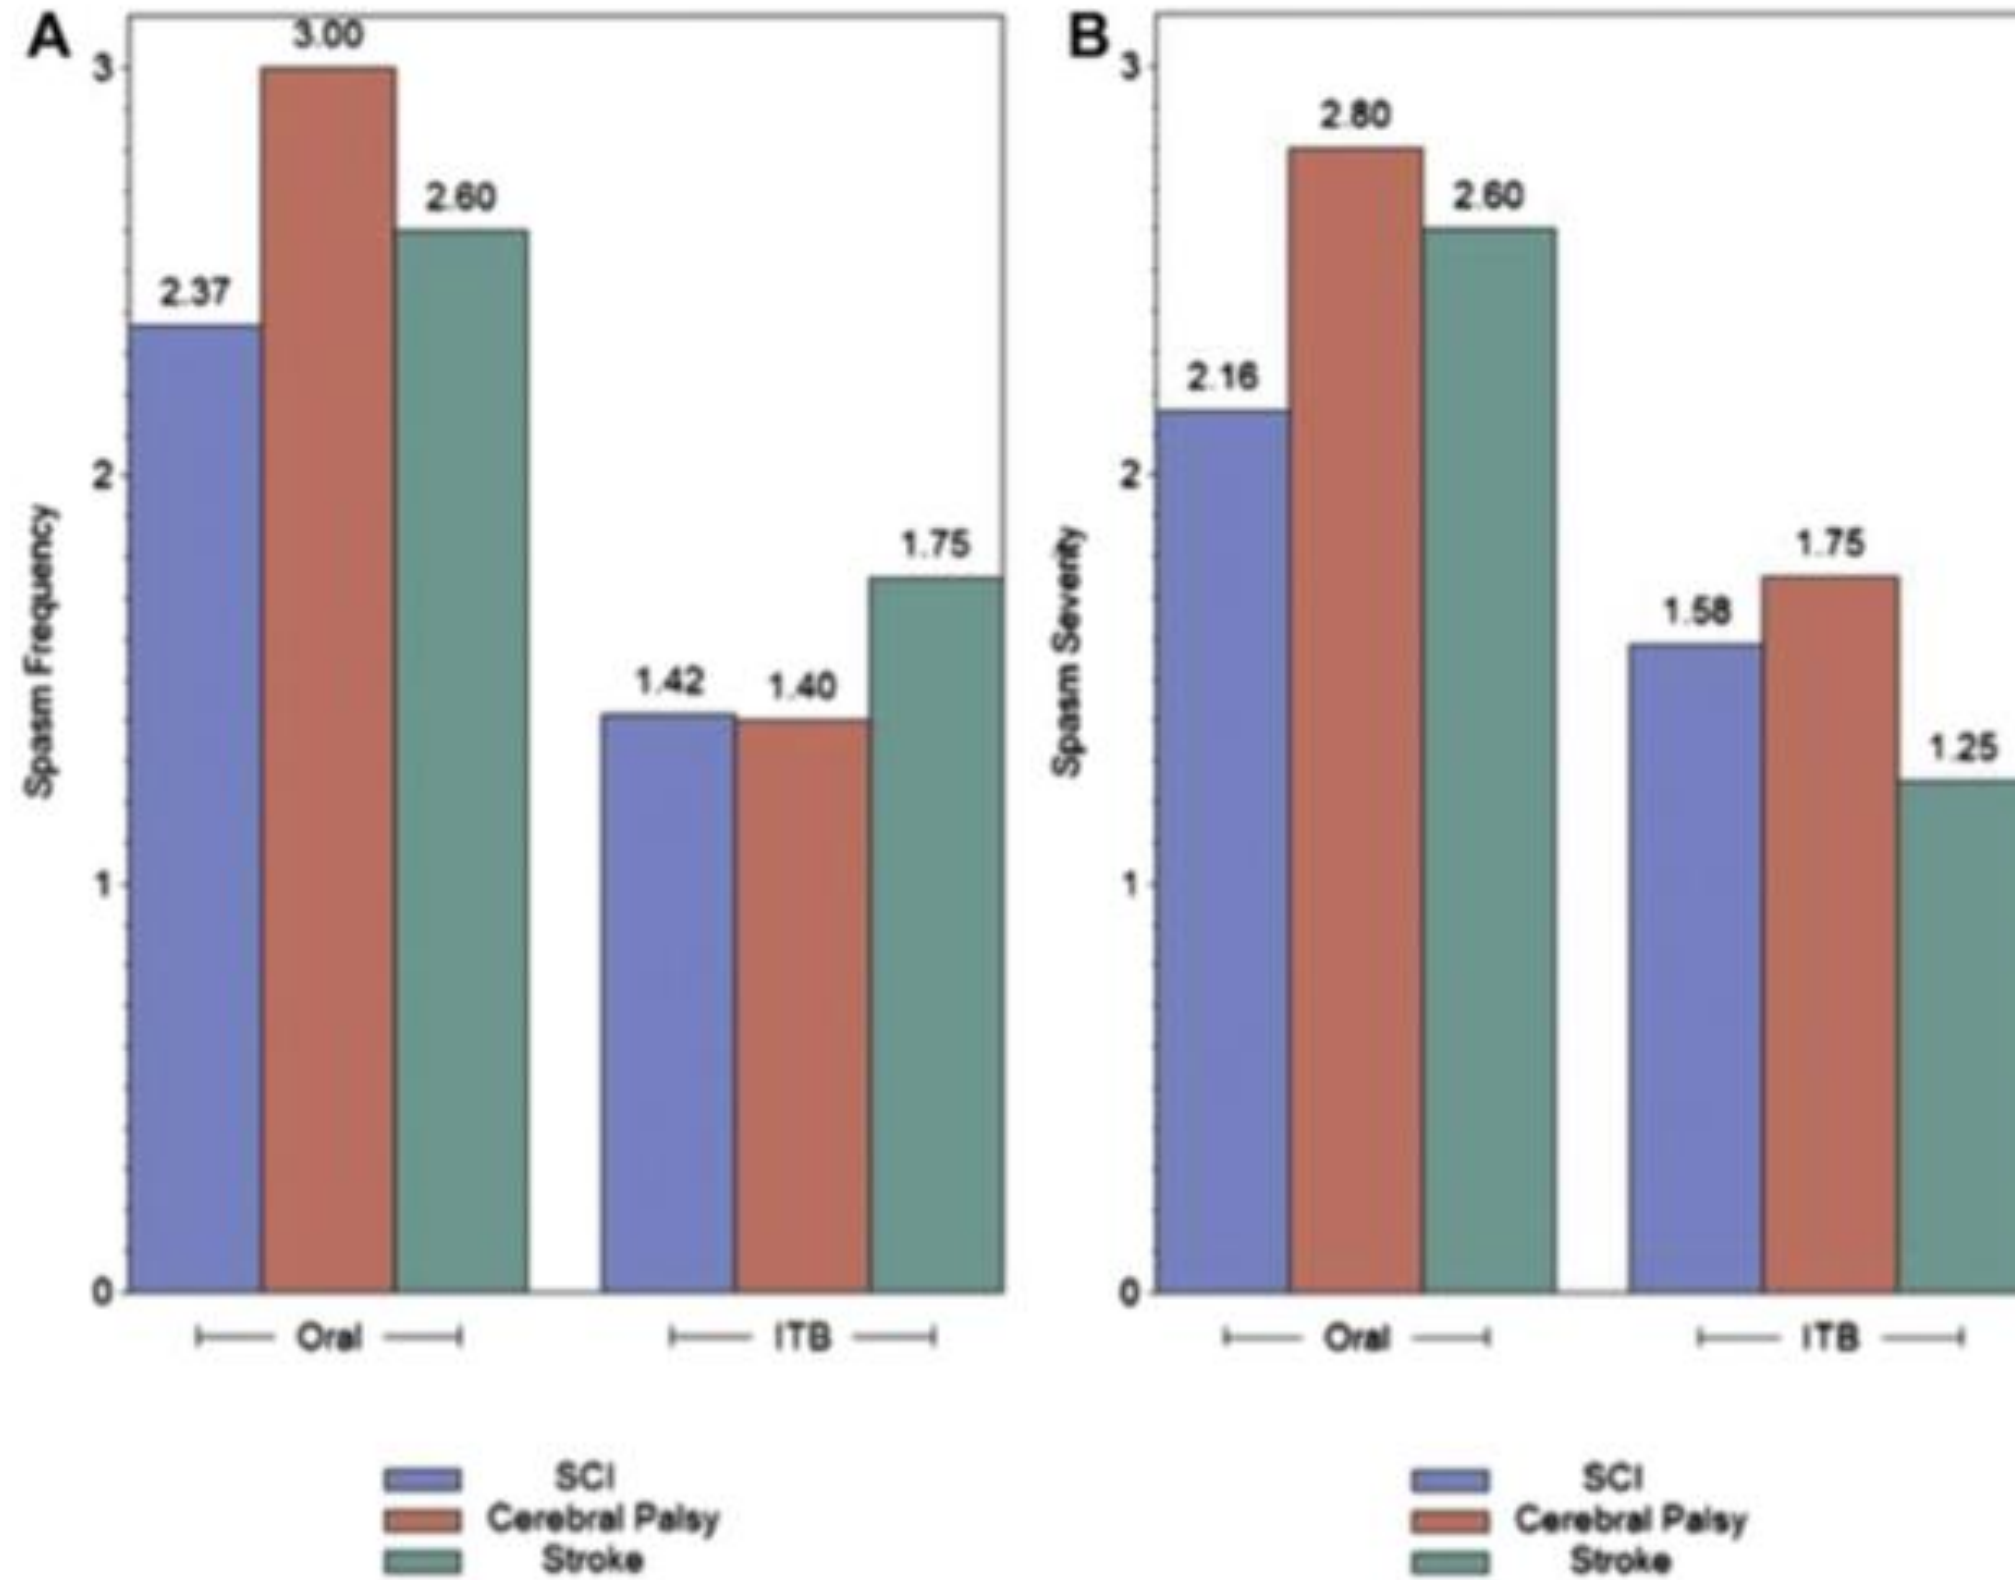 A
3.00
3
2.60
2.37
2
1.75
1.42
1.40
1
0
Spasm Frequency
Oral
ITB
SCI
Cerebral Palsy
Stroke
B
3
2.80
2.60
2.16
2
1.75
1.58
1.25
1
0
Spasm Severity
Oral
ITB
SCI
Cerebral Palsy
Stroke